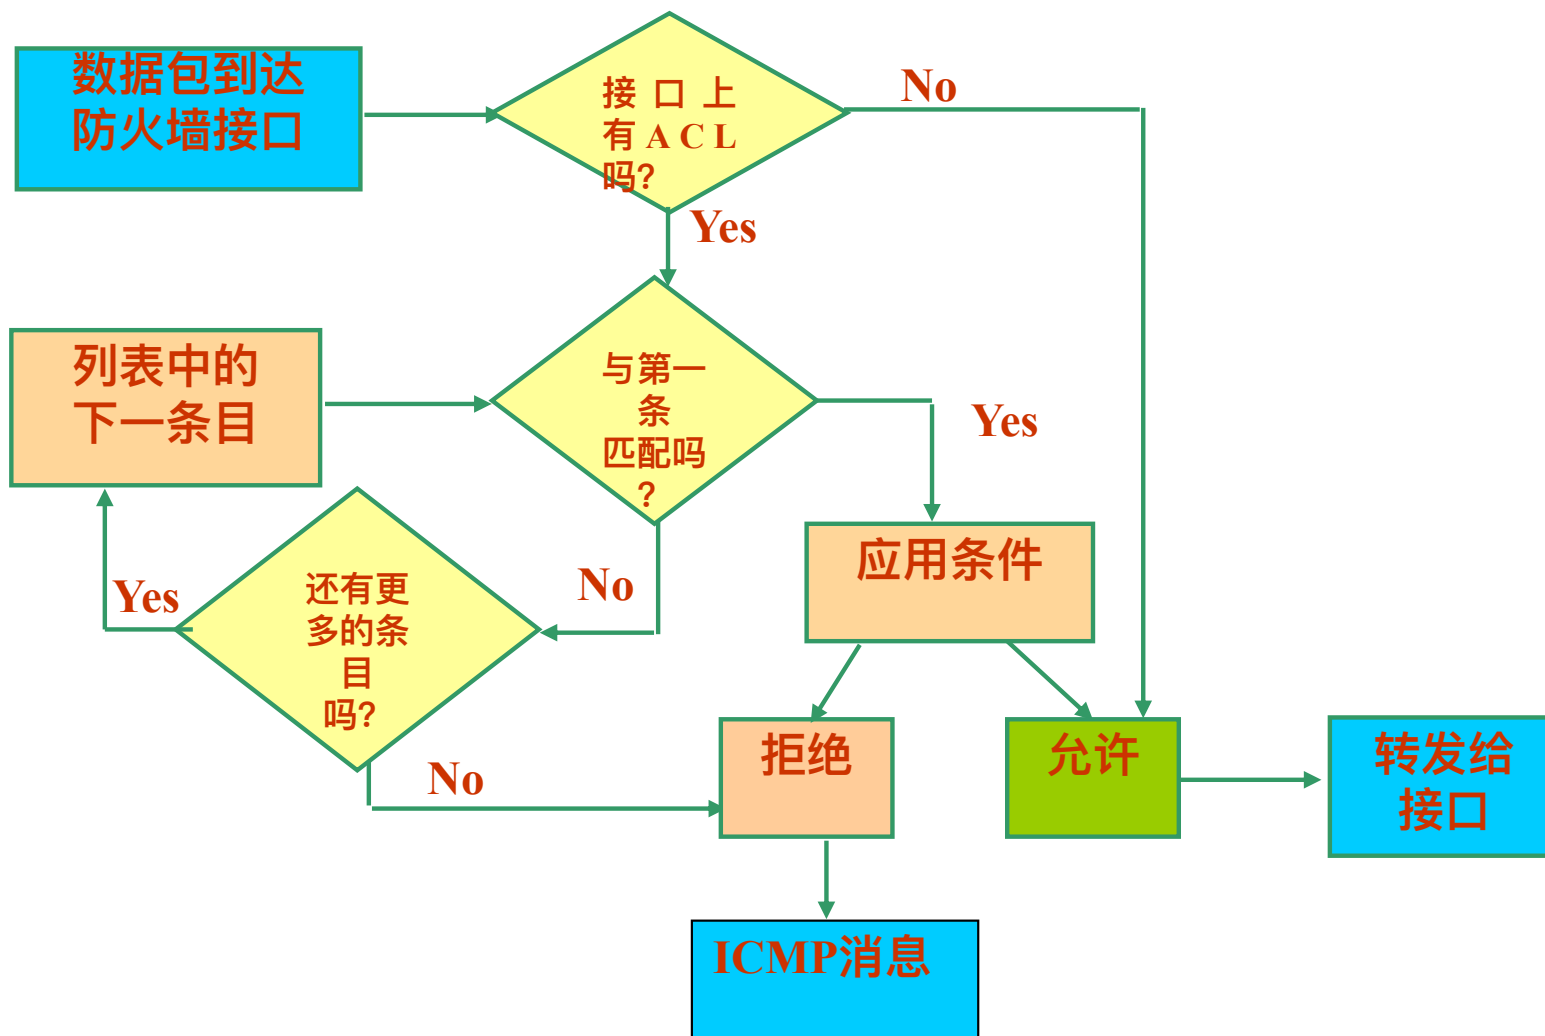 数据包到达
防火墙接口
接 口 上
有 A C L
吗?
No
Yes
列表中的
下一条目
与第一
条
匹配吗
?
Yes
应用条件
还有更
多的条
目
吗?
Yes
No
No
拒绝
允许
转发给
接口
ICMP消息